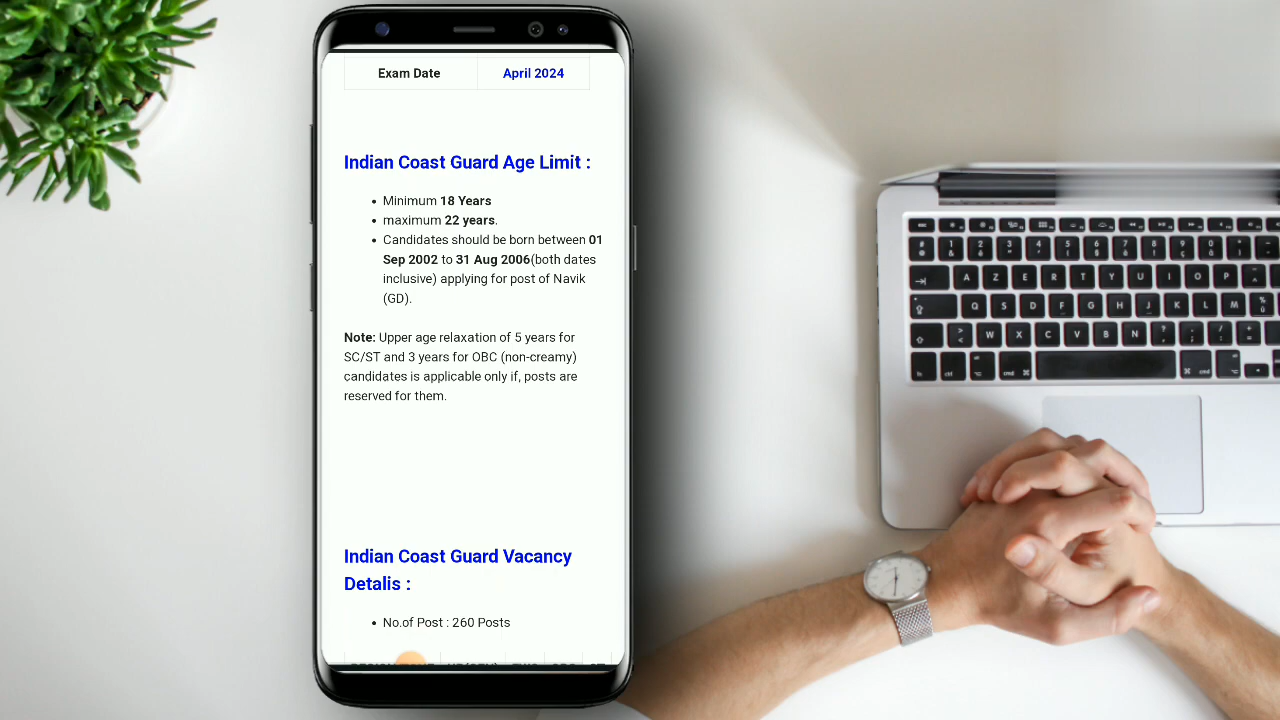 Exam Date April 2024
Indian Coast Guard Age Limit :
• Minimum 18 Years
• maximum 22 years.
• Candidates should be born between 01
Sep 2002 to 31 Aug 2006(both dates
inclusive) applying for post of Navik
(GD).
Note: Upper age relaxation of 5 years for
SC/ST and 3 years for OBC (non-creamy)
candidates is applicable only if, posts are
reserved for them.
Indian Coast Guard Vacancy
Detalis :
• No.of Post : 260 Posts